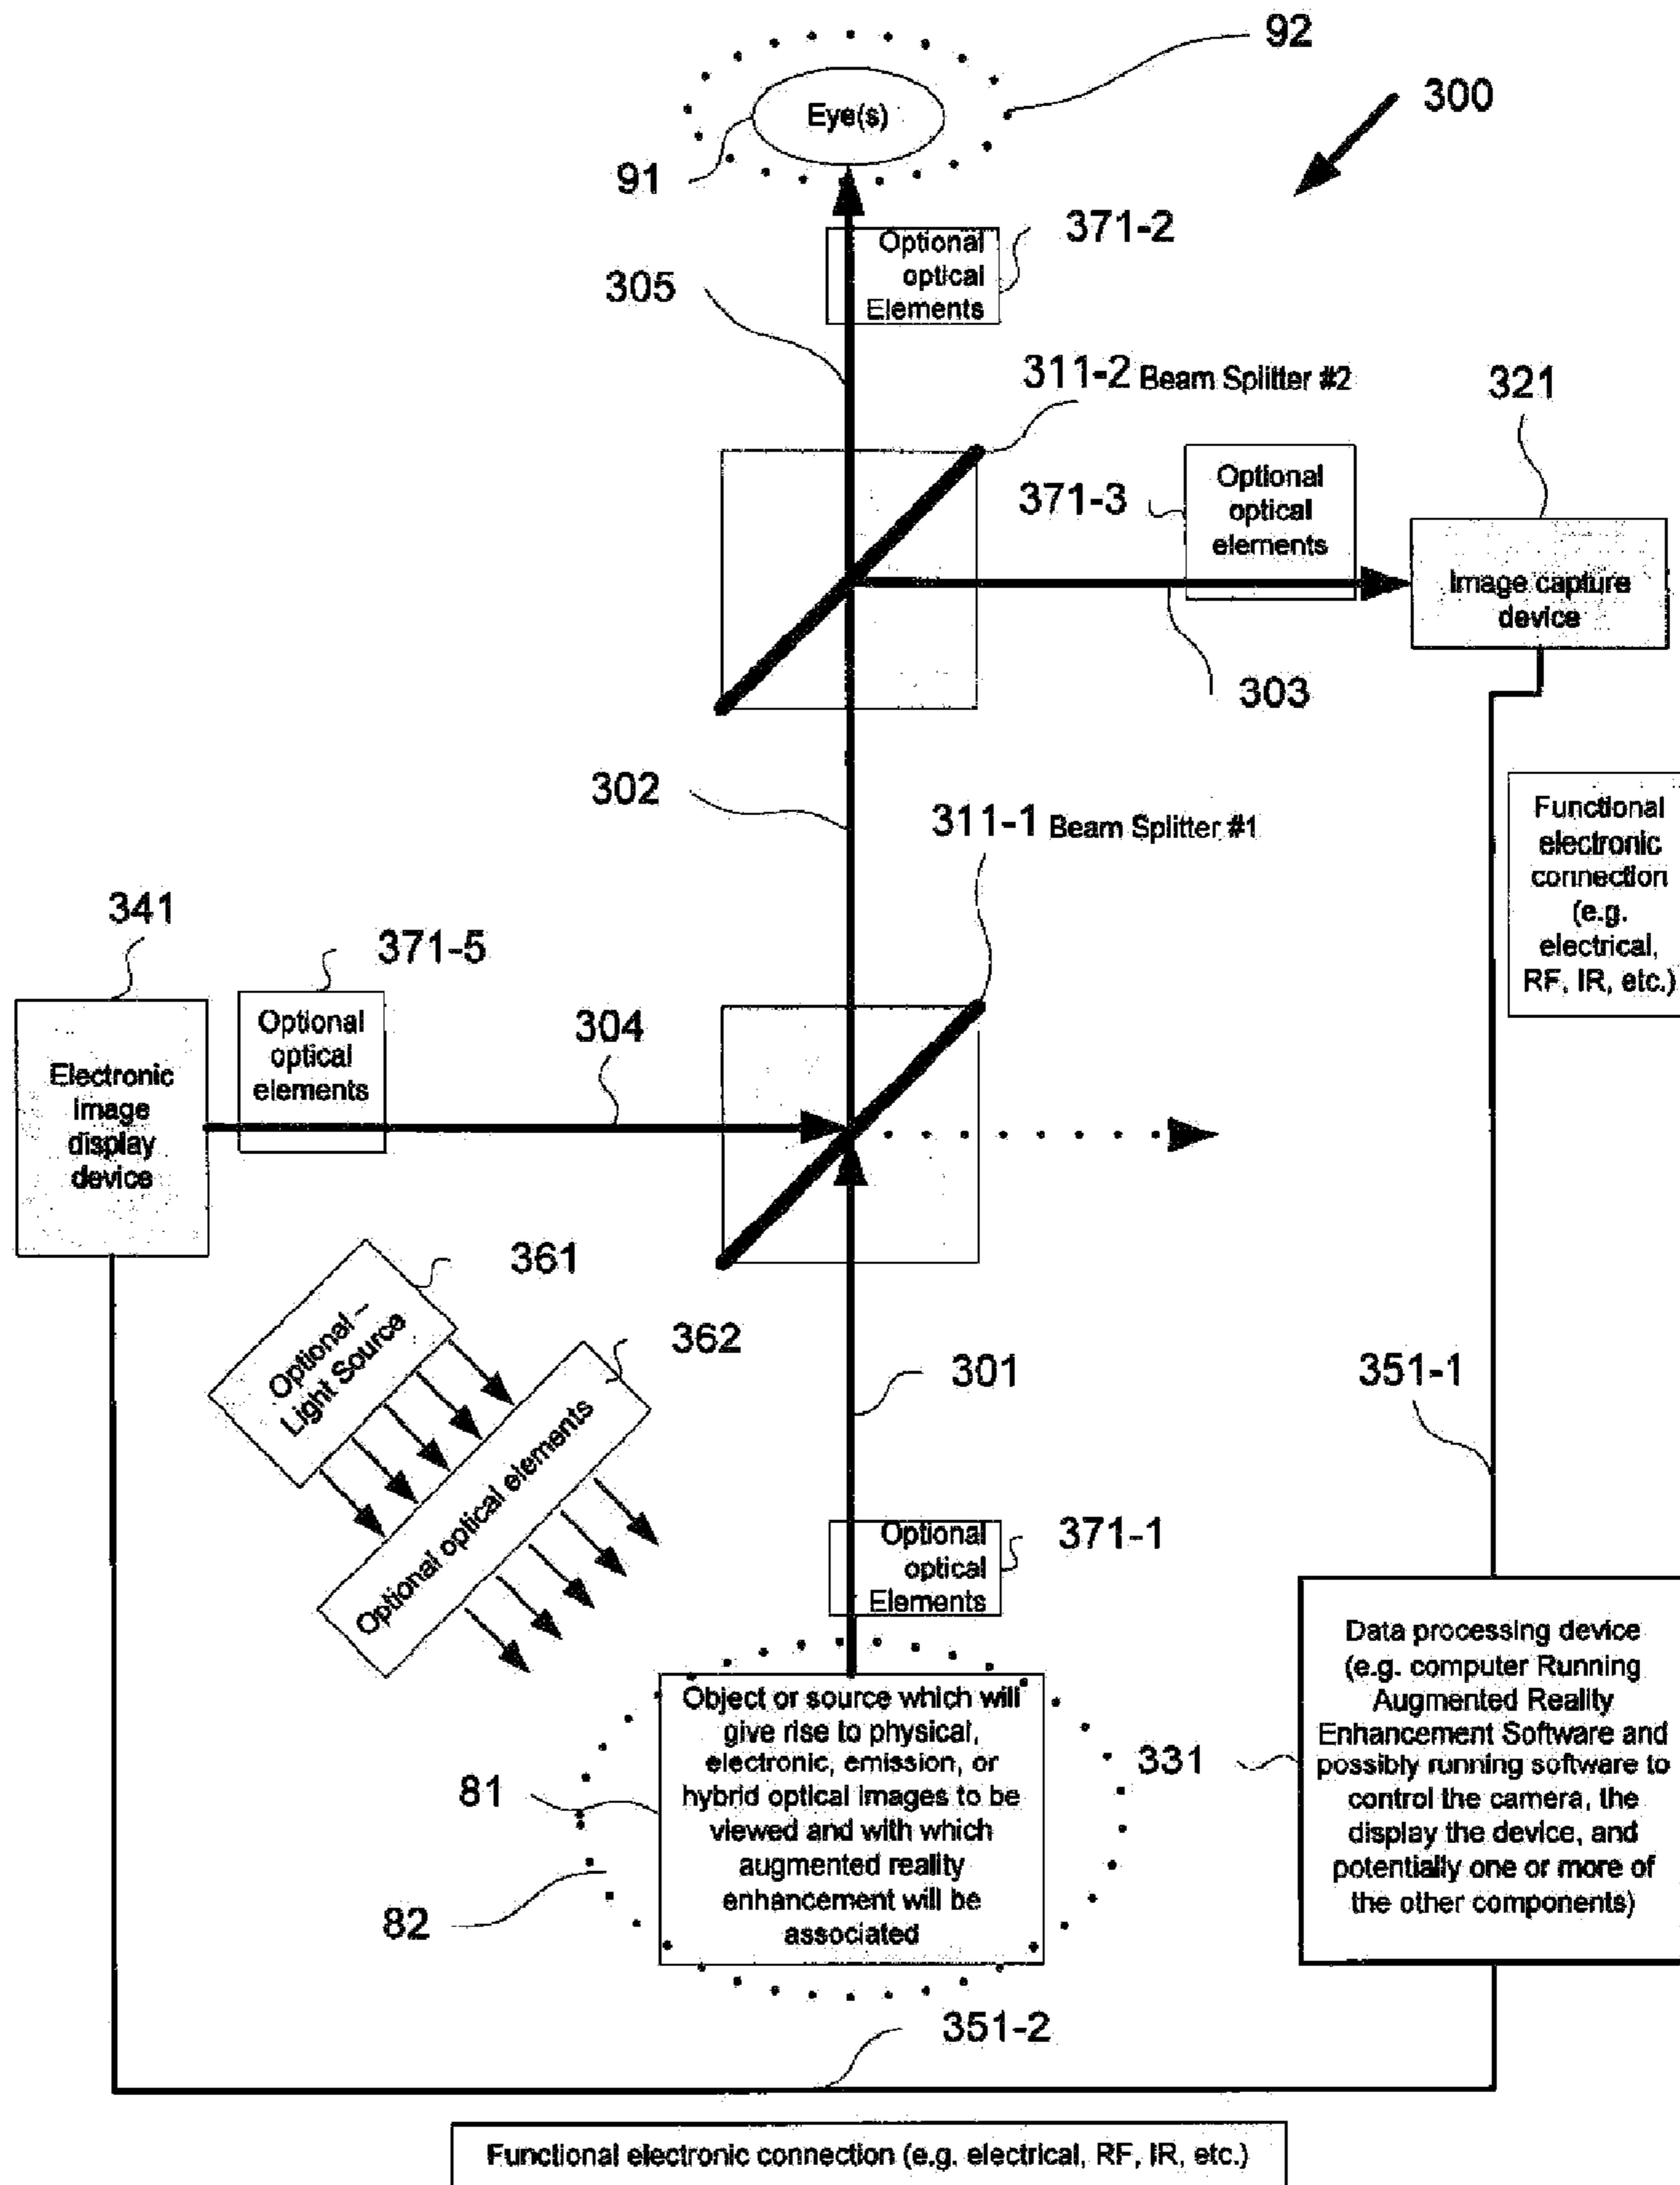 92
300
Eye(s)
91
371-2
Optional
optical
Elements
305
311-2 Beam Splitter #2
321
371-3
Optional
optical
elements
Image capture
device
303
302
311-1 Beam Splitter #1
Functional
electronic
connection
(e.g.
electrical,
RF, IR, etc.)
341
371-5
Optional
optical
elements
304
Electronic
image
display
device
361
Optional –
Light Source
362
Optional optical elements
301
351-1
371-1
Optional
optical
Elements
81
82
Object or source which will
give rise to physical,
electronic, emission, or
hybrid optical images to be
viewed and with which
augmented reality
enhancement will be
associated
331
Data processing device
(e.g. computer Running
Augmented Reality
Enhancement Software and
possibly running software to
control the camera, the
display the device, and
potentially one or more of
the other components)
351-2
Functional electronic connection (e.g. electrical, RF, IR, etc.)